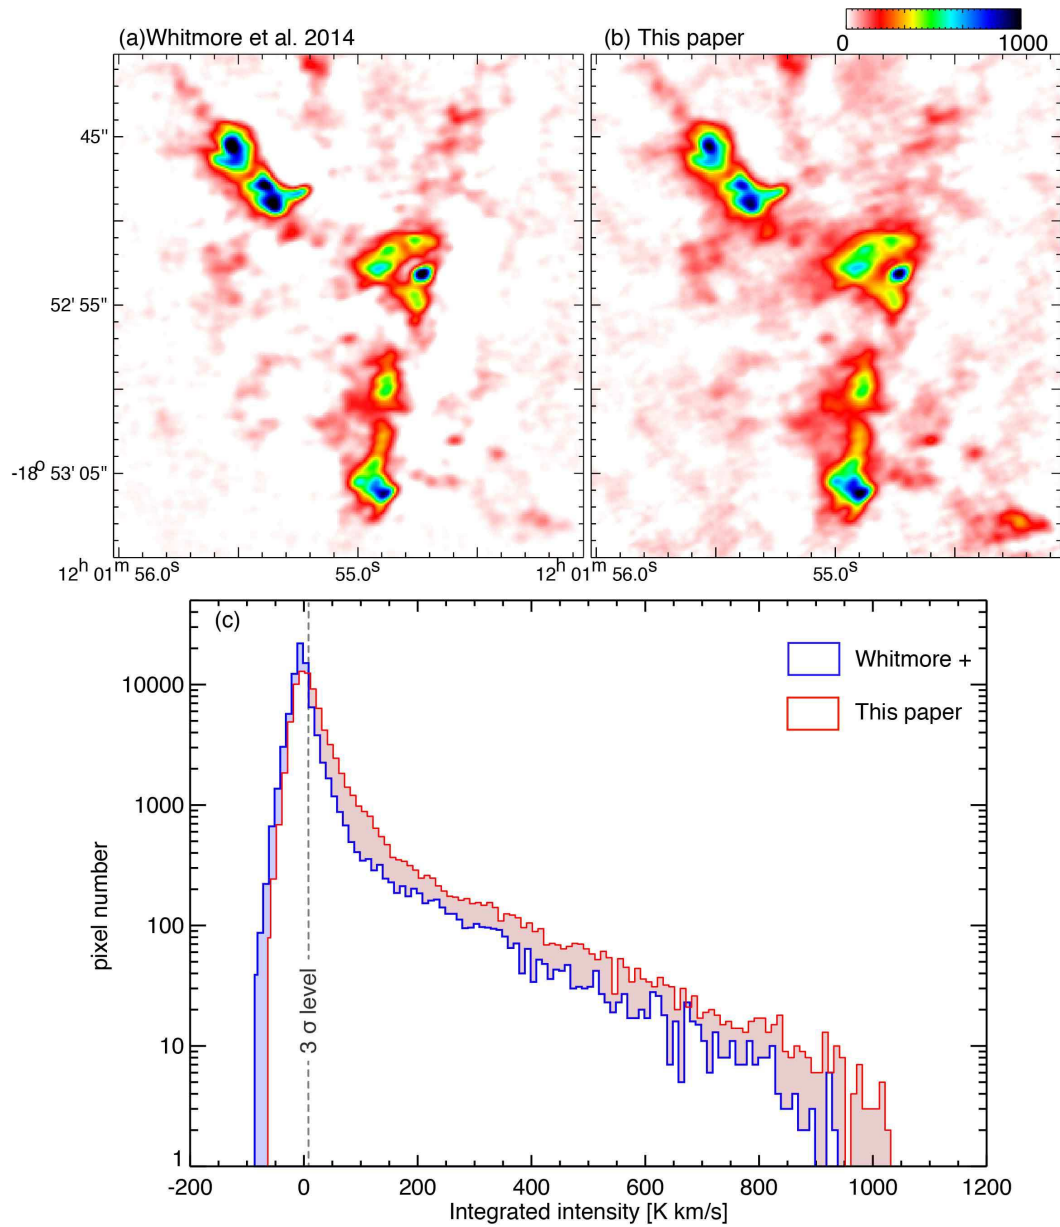 (a)Whitmore et al. 2014
(b) This paper
0 1000
45"
52' 55"
-18° 53' 05"
12h 01m 56.0s 55.0s 12h 01m 56.0s 55.0s
(c)
Whitmore +
This paper
10000
1000
100
10
1
pixel number
3 σ level
-200 0 200 400 600 800 1000 1200
Integrated intensity [K km/s]